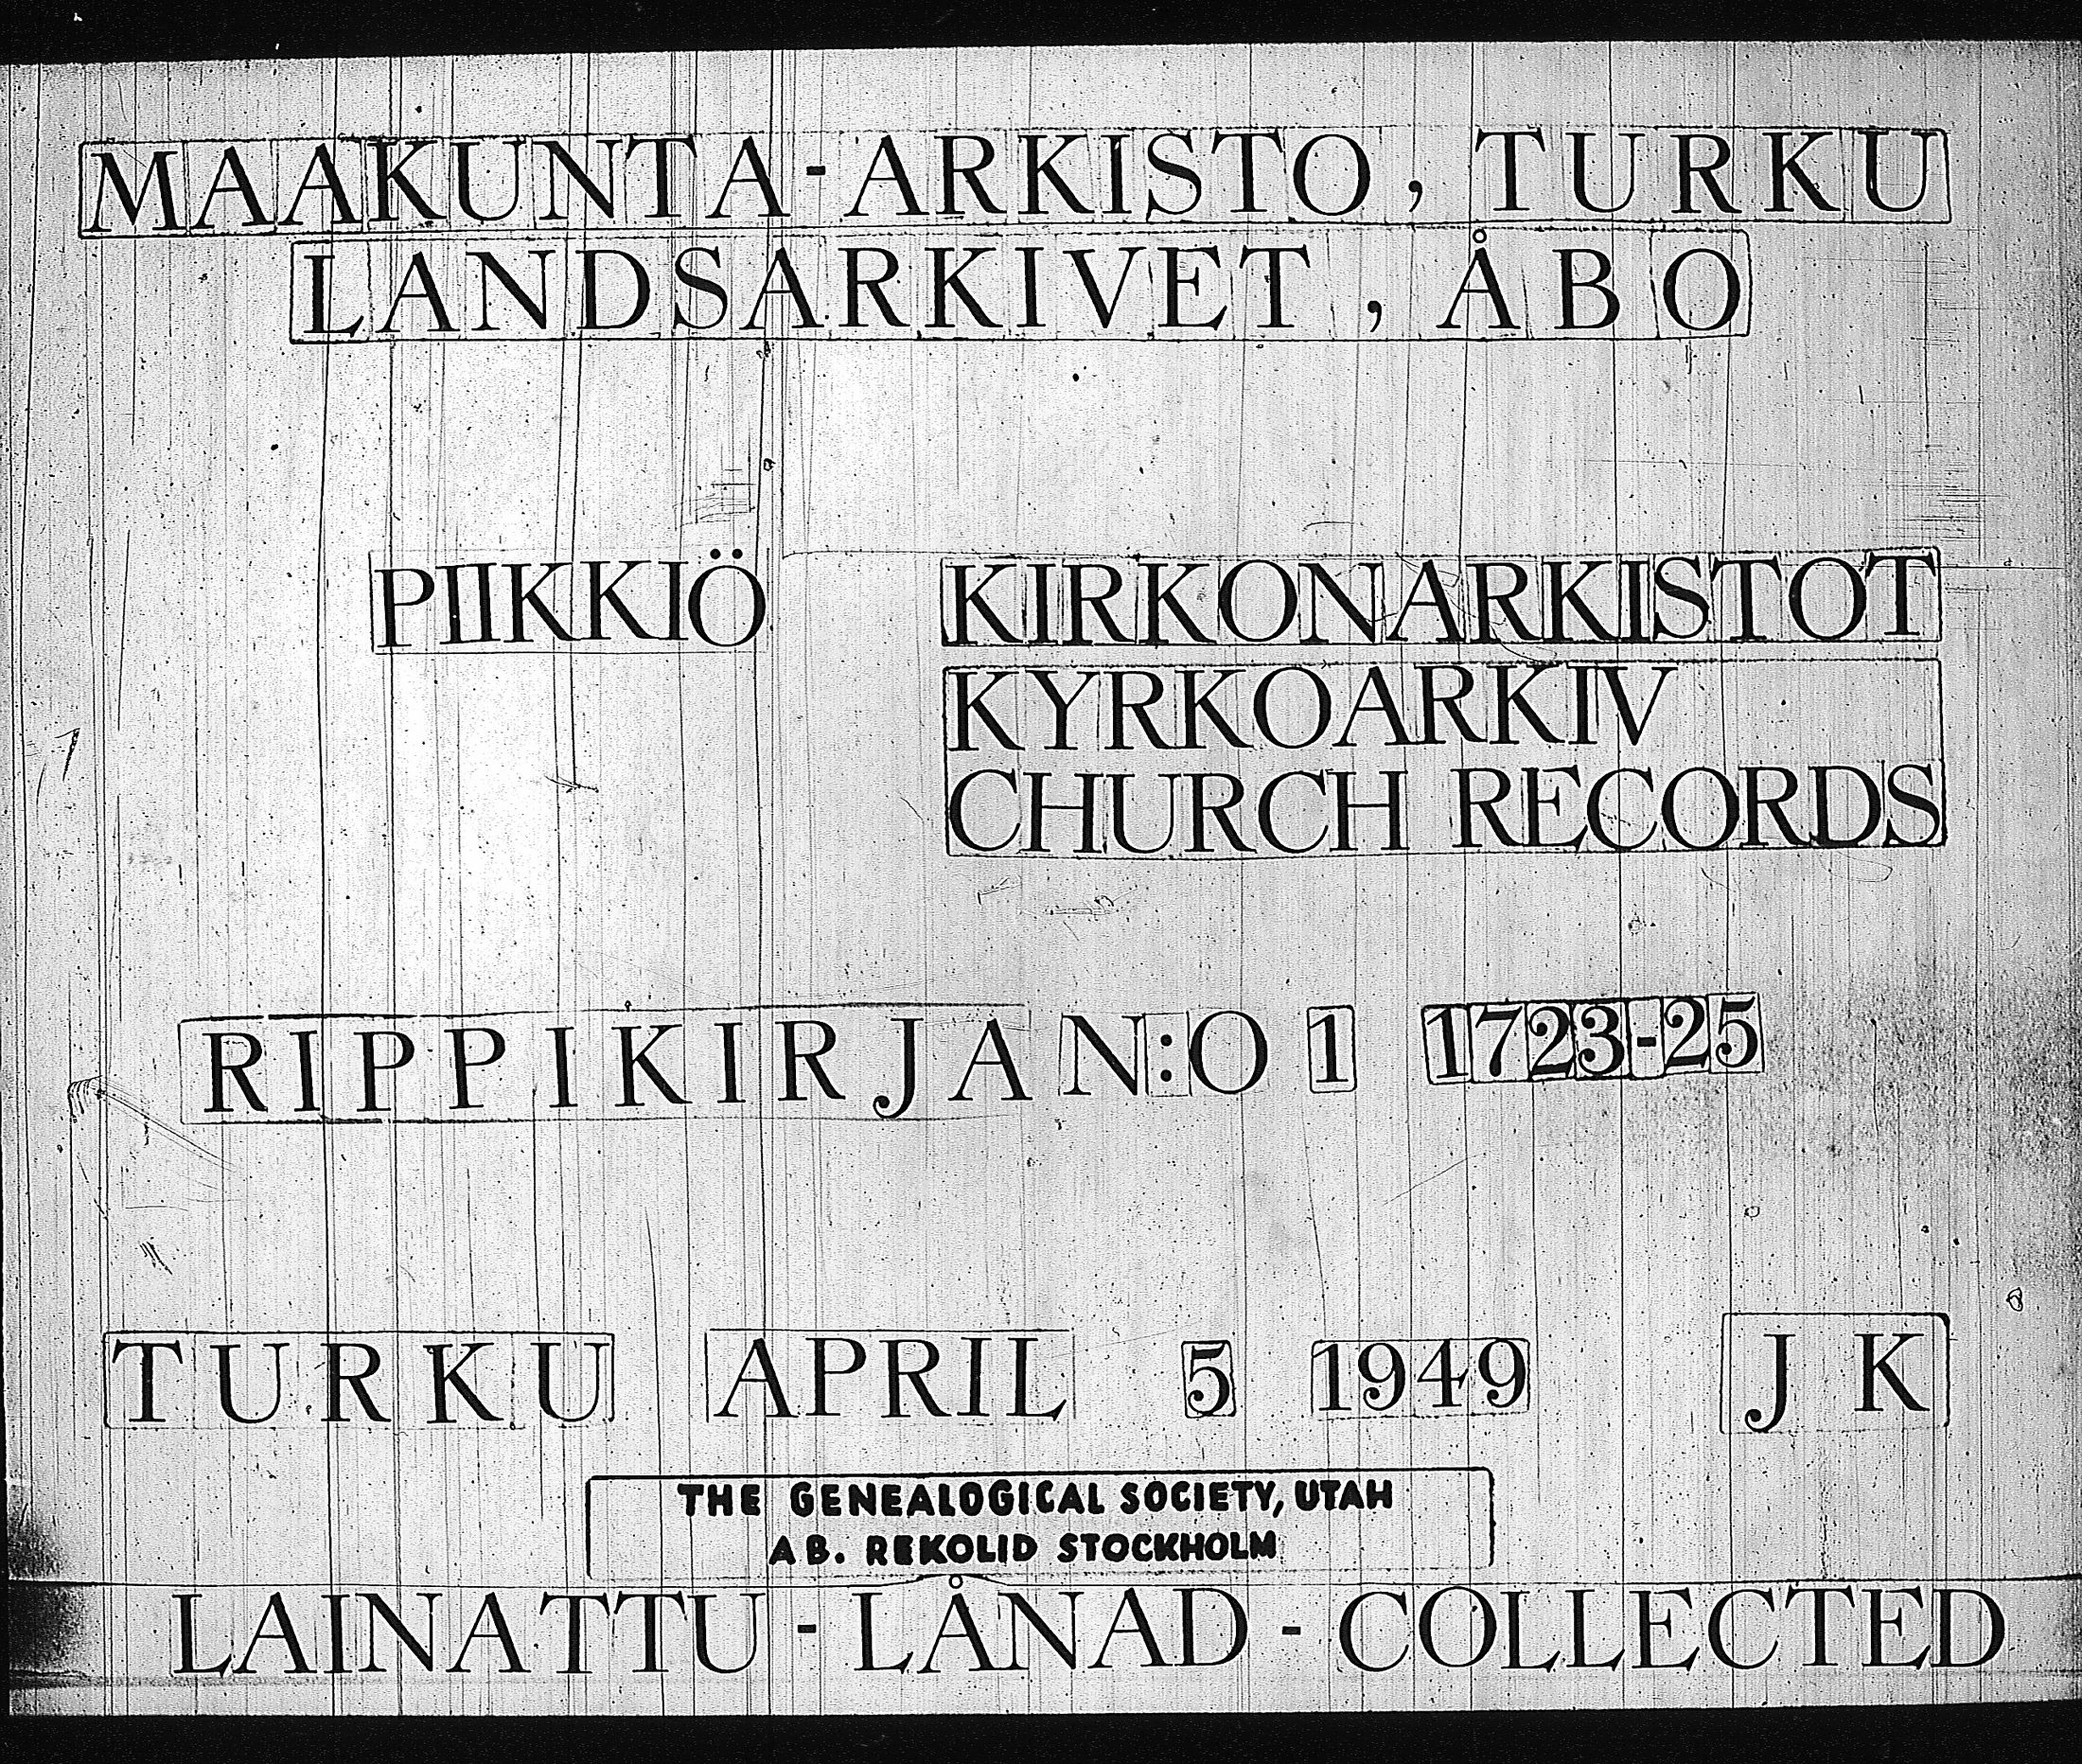 MAAKUNTA-ARKISTO, TURKU
LANDSARKIVET, ÅBO
PIIKKIÖ KIRKONARKISTOT
KYRKOARKIV
CHURCH RECORDS
RIPPIKIRJA N:O 1 1723-25
TURKU APRIL 5 1949 J K
THE GENEALOGICAL SOCIETY, UTAH
AB. REKOLID STOCKHOLM
LAINATTU - LÅNAD - COLLECTED